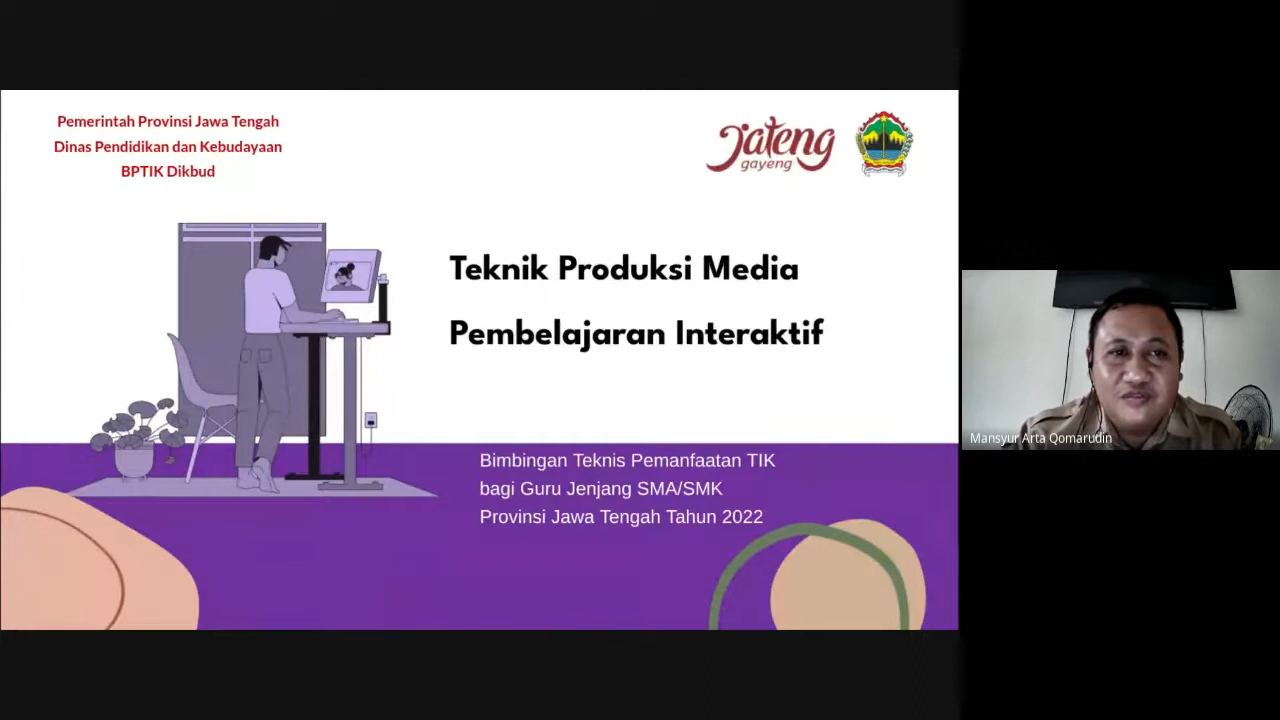 Pemerintah Provinsi Jawa Tengah
Dinas Pendidikan dan Kebudayaan
BPTIK Dikbud
Jateng
gayeng
Teknik Produksi Media
Pembelajaran Interaktif
Bimbingan Teknis Pemanfaatan TIK
bagi Guru Jenjang SMA/SMK
Provinsi Jawa Tengah Tahun 2022
Mansyur Arta Qomarudin